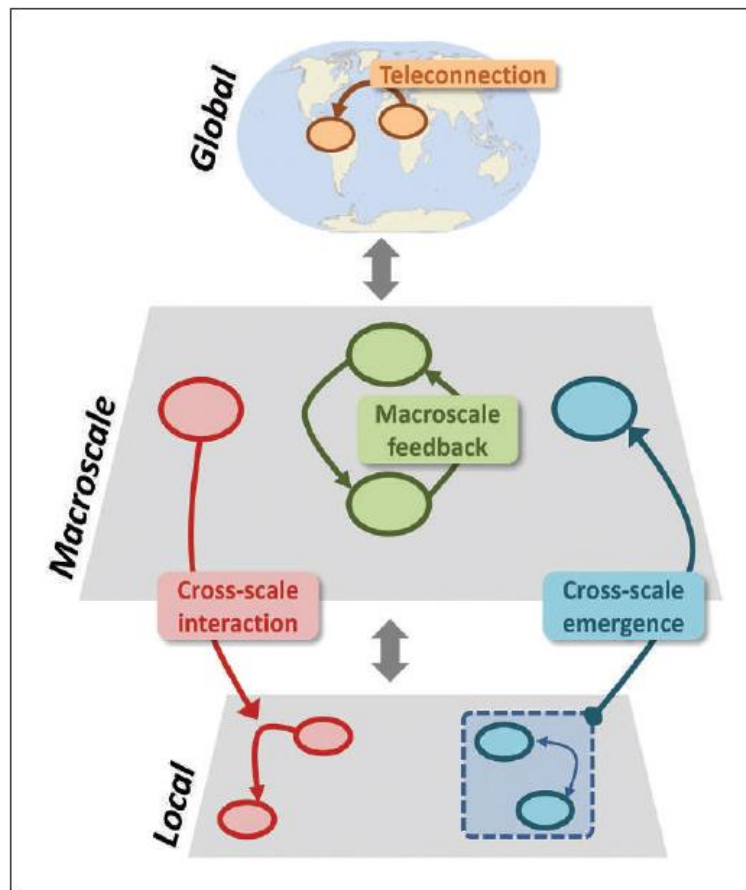 Global
Teleconnection
Macroscale
Macroscale
feedback
Cross-scale
interaction
Cross-scale
emergence
Local